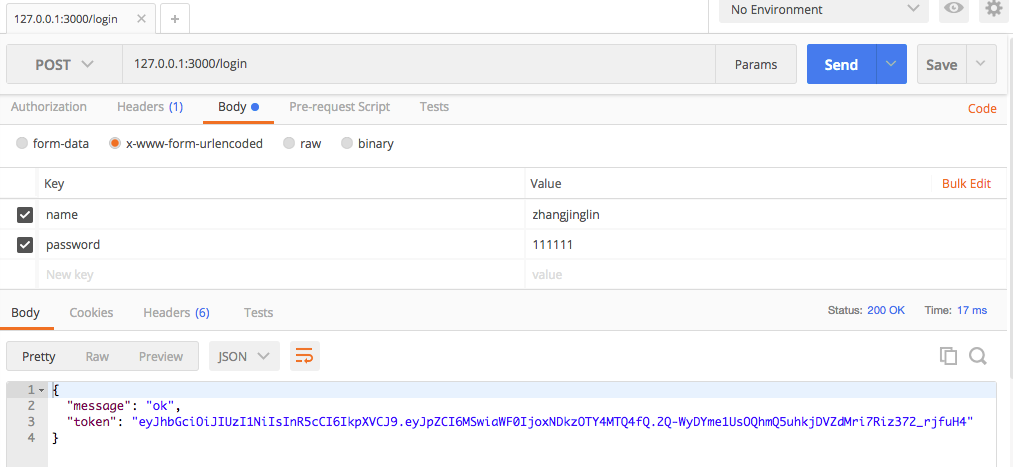 127.0.0.1:3000/login
No Environment
POST 127.0.0.1:3000/login Params Send Save
Authorization Headers (1) Body Pre-request Script Tests Code
form-data x-www-form-urlencoded raw binary
Key Value Bulk Edit
name zhangjinglin
password 111111
New key value
Body Cookies Headers (6) Tests Status: 200 OK Time: 17 ms
Pretty Raw Preview JSON
1 {
2 "message": "ok",
3 "token": "eyJhbGciOiJIUzI1NiIsInR5cCI6IkpXVCJ9.eyJpZCI6MSwiaWF0IjoxNDkzOTY4MTQ4fQ.ZQ-WyDYme1UsOQhmQ5uhkjDVZdMri7Riz372_rjfuH4"
4 }